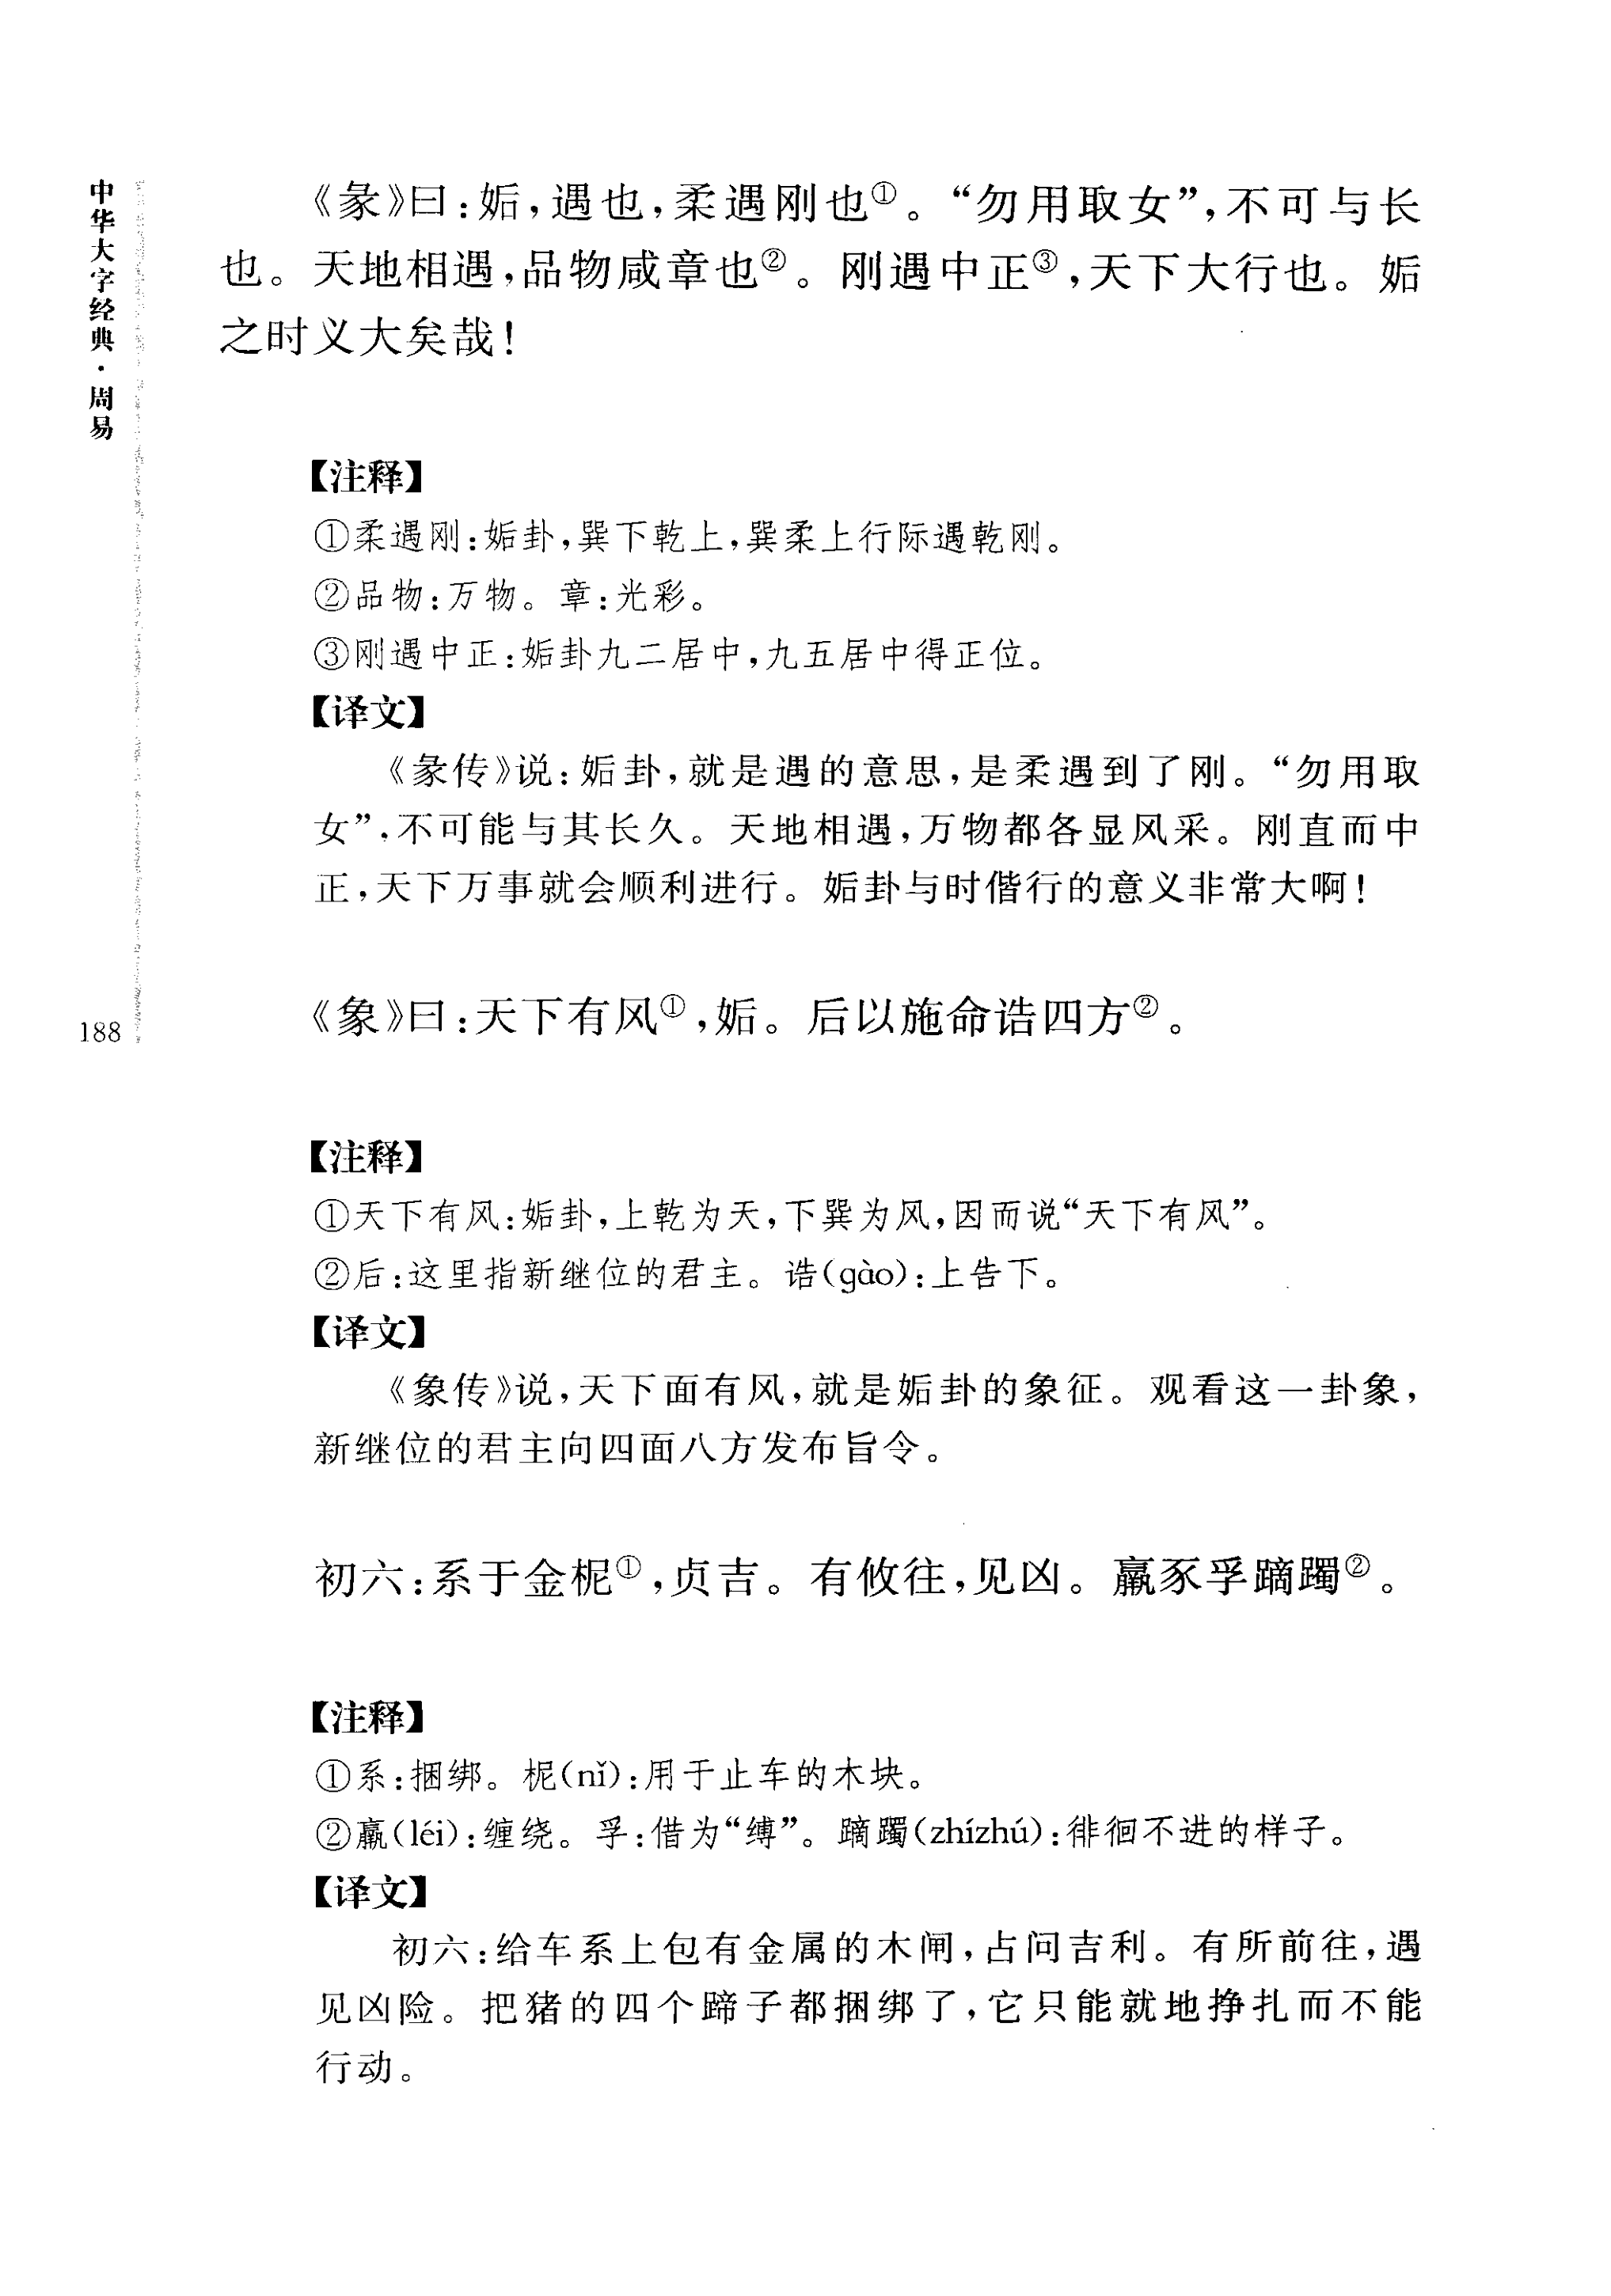 中华大字经典·周易
188
《彖》曰：姤，遇也，柔遇刚也①。“勿用取女”，不可与长
也。天地相遇，品物咸章也②。刚遇中正③，天下大行也。姤
之时义大矣哉！
【注释】
①柔遇刚：姤卦，巽下乾上，巽柔上行际遇乾刚。
②品物：万物。章：光彩。
③刚遇中正：姤卦九二居中，九五居中得正位。
【译文】
《彖传》说：姤卦，就是遇的意思，是柔遇到了刚。“勿用取
女”，不可能与其长久。天地相遇，万物都各显风采。刚直而中
正，天下万事就会顺利进行。姤卦与时偕行的意义非常大啊！
《象》曰：天下有风①，姤。后以施命诰四方②。
【注释】
①天下有风：姤卦，上乾为天，下巽为风，因而说“天下有风”。
②后：这里指新继位的君主。诰（gào）：上告下。
【译文】
《象传》说，天下面有风，就是姤卦的象征。观看这一卦象，
新继位的君主向四面八方发布旨令。
初六：系于金柅①，贞吉。有攸往，见凶。羸豕孚蹢躅②。
【注释】
①系：捆绑。柅（nǐ）：用于止车的木块。
②羸（léi）：缠绕。孚：借为“缚”。蹢躅（zhízhú）：徘徊不进的样子。
【译文】
初六：给车系上包有金属的木闸，占问吉利。有所前往，遇
见凶险。把猪的四个蹄子都捆绑了，它只能就地挣扎而不能
行动。